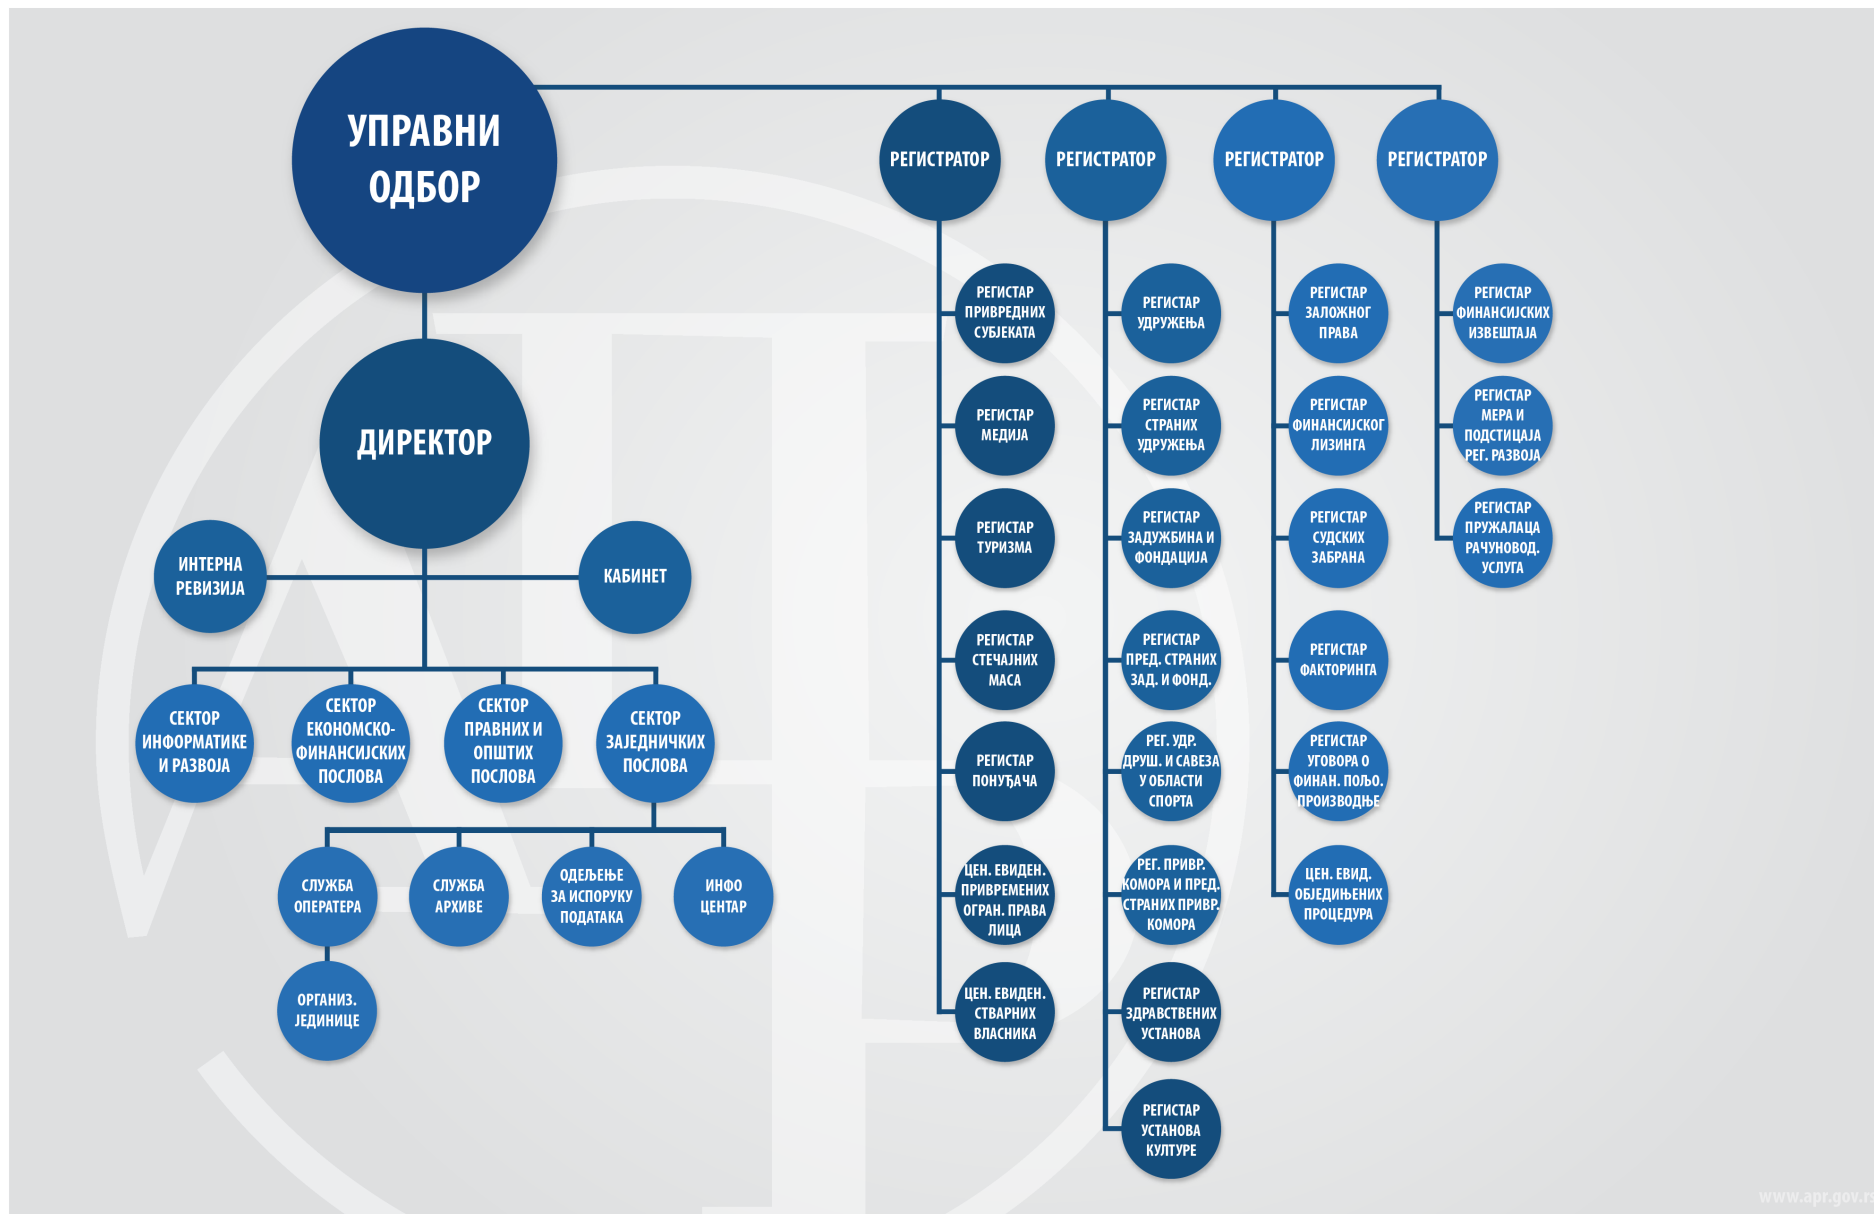 УПРАВНИ
ОДБОР
ДИРЕКТОР
ИНТЕРНА
РЕВИЗИЈА
КАБИНЕТ
СЕКТОР
ИНФОРМАТИКЕ
И РАЗВОЈА
СЕКТОР
ЕКОНОМСКО-
ФИНАНСИЈСКИХ
ПОСЛОВА
СЕКТОР
ПРАВНИХ И
ОПШТИХ
ПОСЛОВА
СЕКТОР
ЗАЈЕДНИЧКИХ
ПОСЛОВА
СЛУЖБА
ОПЕРАТЕРА
СЛУЖБА
АРХИВЕ
ОДЕЉЕЊЕ
ЗА ИСПОРУКУ
ПОДАТАКА
ИНФО
ЦЕНТАР
ОРГАНИЗ.
ЈЕДИНИЦЕ
РЕГИСТРАТОР
РЕГИСТАР
ПРИВРЕДНИХ
СУБЈЕКАТА
РЕГИСТАР
МЕДИЈА
РЕГИСТАР
ТУРИЗМА
РЕГИСТАР
СТЕЧАЈНИХ
МАСА
РЕГИСТАР
ПОНУЂАЧА
ЦЕН. ЕВИДЕН.
ПРИВРЕМЕНИХ
ОГРАН. ПРАВА
ЛИЦА
ЦЕН. ЕВИДЕН.
СТВАРНИХ
ВЛАСНИКА
РЕГИСТРАТОР
РЕГИСТАР
УДРУЖЕЊА
РЕГИСТАР
СТРАНИХ
УДРУЖЕЊА
РЕГИСТАР
ЗАДУЖБИНА И
ФОНДАЦИЈА
РЕГИСТАР
ПРЕД. СТРАНИХ
ЗАД. И ФОНД.
РЕГ. УДР.
ДРУШ. И САВЕЗА
У ОБЛАСТИ
СПОРТА
РЕГ. ПРИВР.
КОМОРА И ПРЕД.
СТРАНИХ ПРИВР.
КОМОРА
РЕГИСТАР
ЗДРАВСТВЕНИХ
УСТАНОВА
РЕГИСТАР
УСТАНОВА
КУЛТУРЕ
РЕГИСТРАТОР
РЕГИСТАР
ЗАЛОЖНОГ
ПРАВА
РЕГИСТАР
ФИНАНСИЈСКОГ
ЛИЗИНГА
РЕГИСТАР
СУДСКИХ
ЗАБРАНА
РЕГИСТАР
ФАКТОРИНГА
РЕГИСТАР
УГОВОРА О
ФИНАН. ПОЉО.
ПРОИЗВОДЊЕ
ЦЕН. ЕВИД.
ОБЈЕДИЊЕНИХ
ПРОЦЕДУРА
РЕГИСТРАТОР
РЕГИСТАР
ФИНАНСИЈСКИХ
ИЗВЕШТАЈА
РЕГИСТАР
МЕРА И
ПОДСТИЦАЈА
РЕГ. РАЗВОЈА
РЕГИСТАР
ПРУЖАЛАЦА
РАЧУНОВОД.
УСЛУГА
www.apr.gov.rs